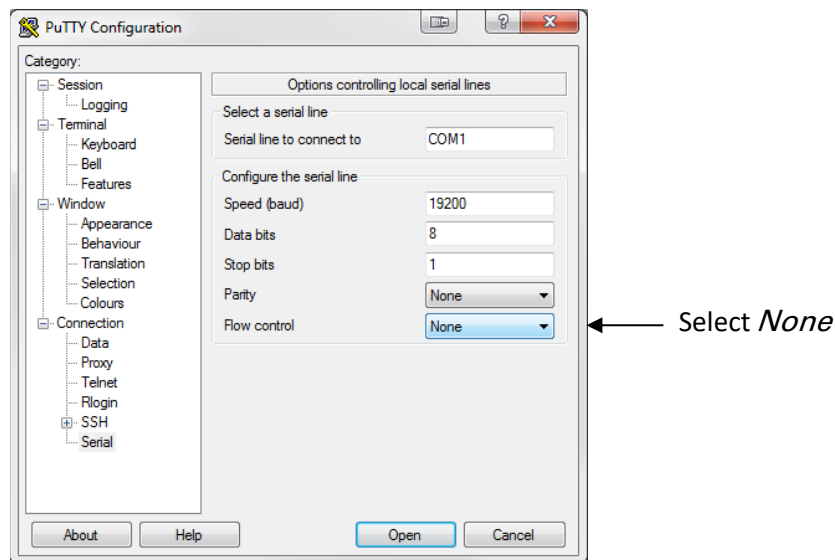 PuTTY Configuration
Category:
Session
Logging
Terminal
Keyboard
Bell
Features
Window
Appearance
Behaviour
Translation
Selection
Colours
Connection
Data
Proxy
Telnet
Rlogin
SSH
Serial
Options controlling local serial lines
Select a serial line
Serial line to connect to COM1
Configure the serial line
Speed (baud) 19200
Data bits 8
Stop bits 1
Parity None
Flow control None
Select None
About Help Open Cancel